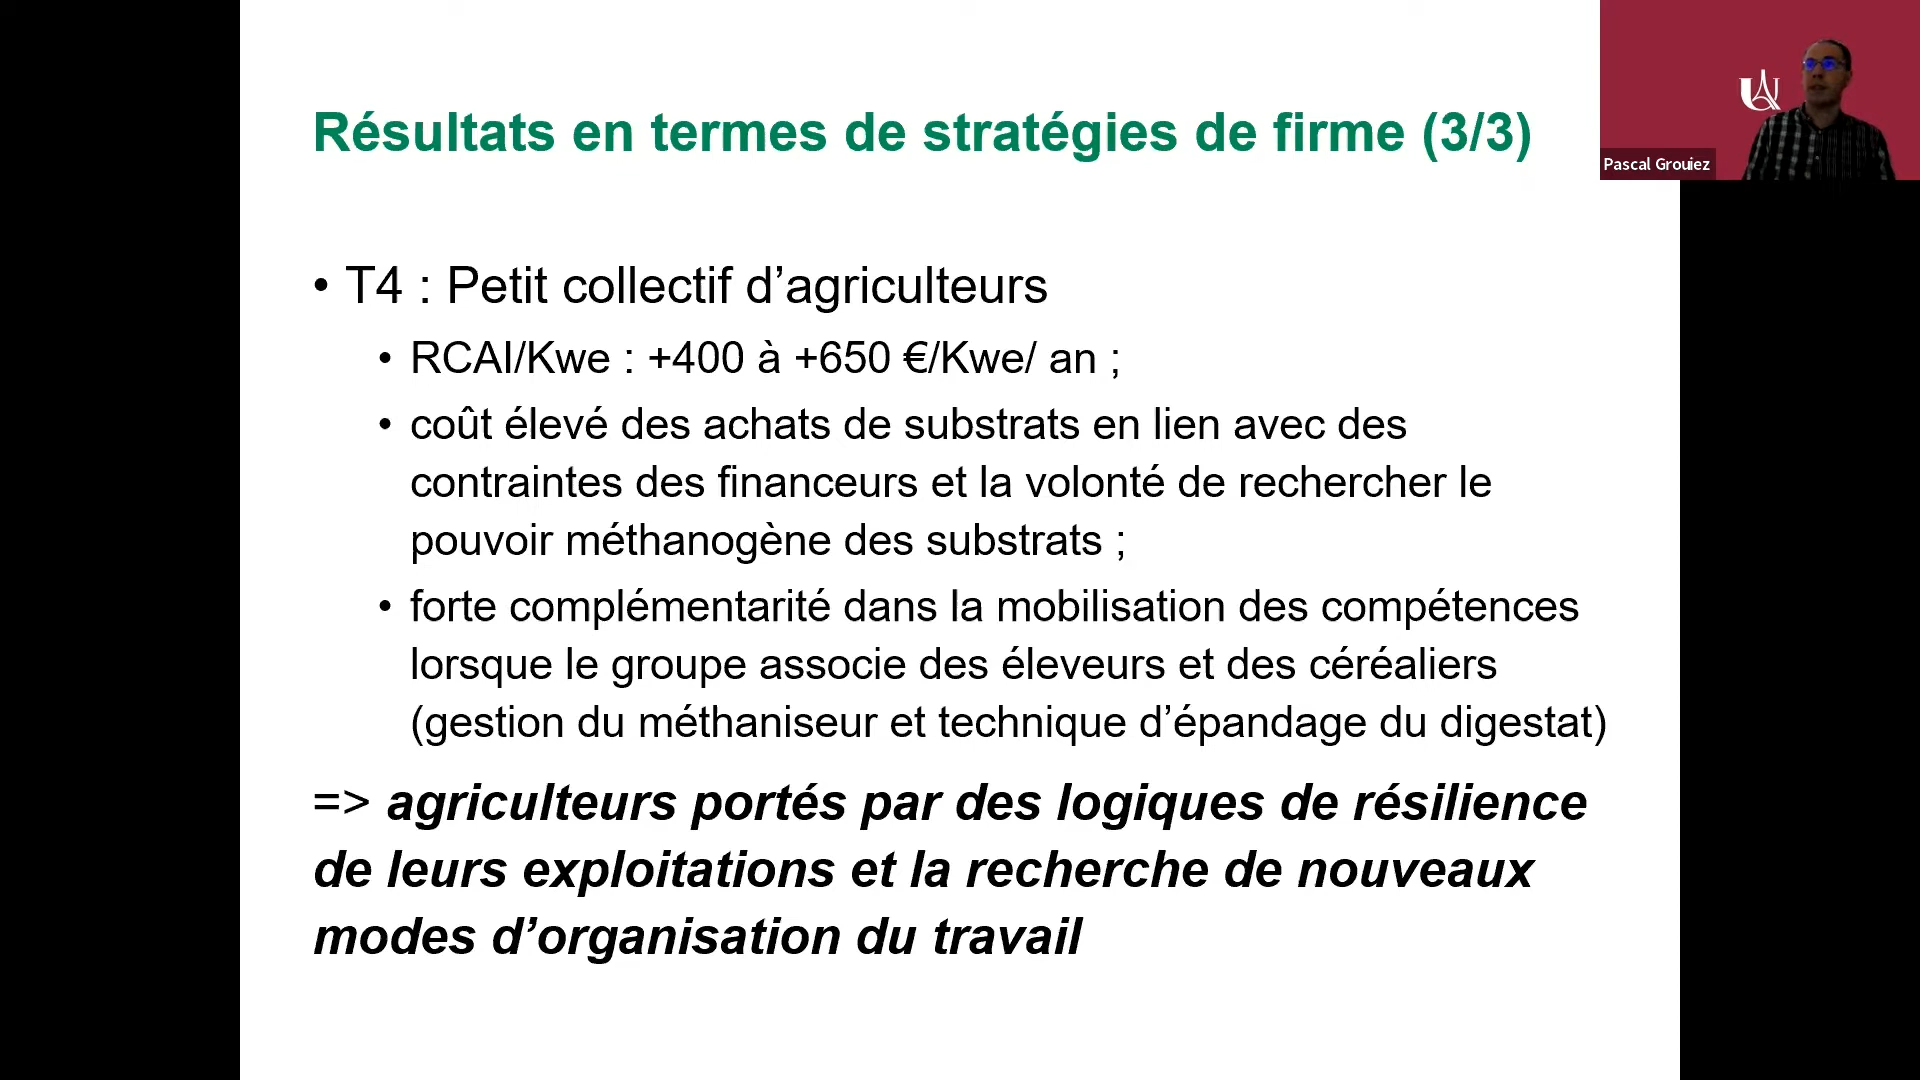 Résultats en termes de stratégies de firme (3/3)
Pascal Grouiez
• T4 : Petit collectif d’agriculteurs
• RCAI/Kwe : +400 à +650 €/Kwe/ an ;
• coût élevé des achats de substrats en lien avec des
contraintes des financeurs et la volonté de rechercher le
pouvoir méthanogène des substrats ;
• forte complémentarité dans la mobilisation des compétences
lorsque le groupe associe des éleveurs et des céréaliers
(gestion du méthaniseur et technique d’épandage du digestat)
=> agriculteurs portés par des logiques de résilience
de leurs exploitations et la recherche de nouveaux
modes d’organisation du travail